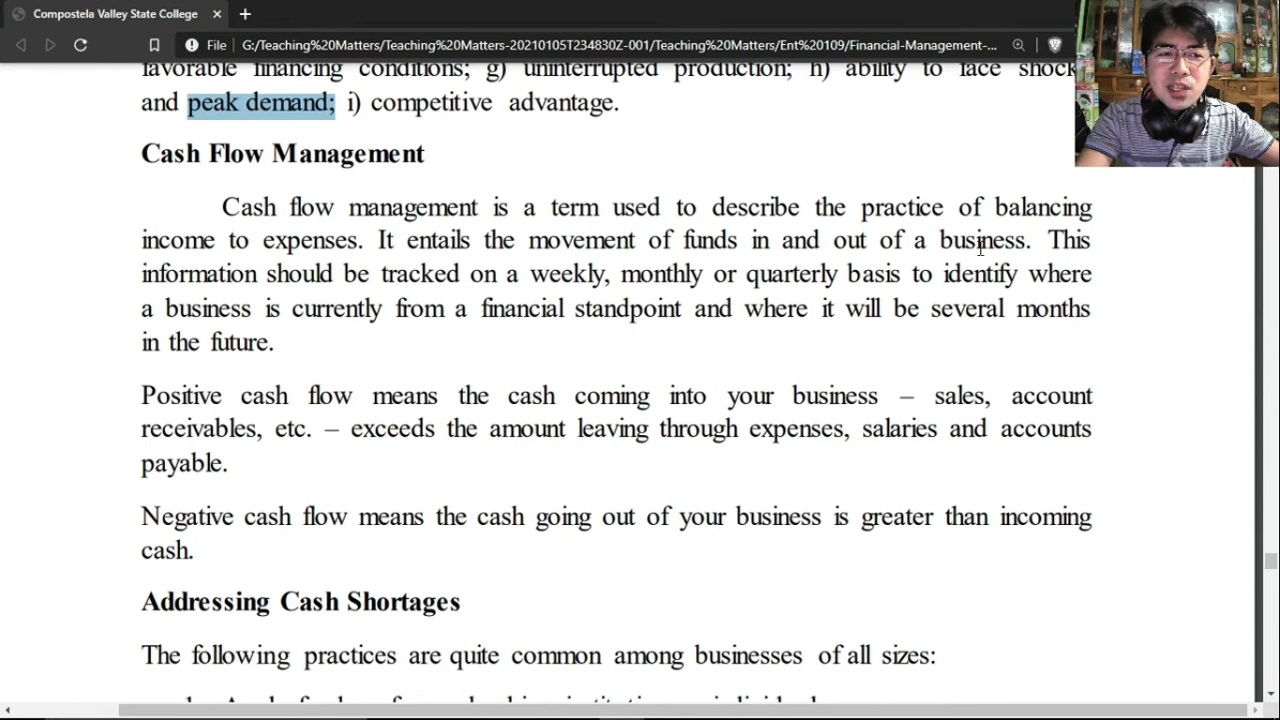 Compostela Valley State College
File G:/Teaching%20Matters/Teaching%20Matters-20210105T234830Z-001/Teaching%20Matters/Ent%20109/Financial-Management-...
favorable financing conditions; g) uninterrupted production; h) ability to face shock
and peak demand; i) competitive advantage.
Cash Flow Management
Cash flow management is a term used to describe the practice of balancing
income to expenses. It entails the movement of funds in and out of a business. This
information should be tracked on a weekly, monthly or quarterly basis to identify where
a business is currently from a financial standpoint and where it will be several months
in the future.
Positive cash flow means the cash coming into your business – sales, account
receivables, etc. – exceeds the amount leaving through expenses, salaries and accounts
payable.
Negative cash flow means the cash going out of your business is greater than incoming
cash.
Addressing Cash Shortages
The following practices are quite common among businesses of all sizes: